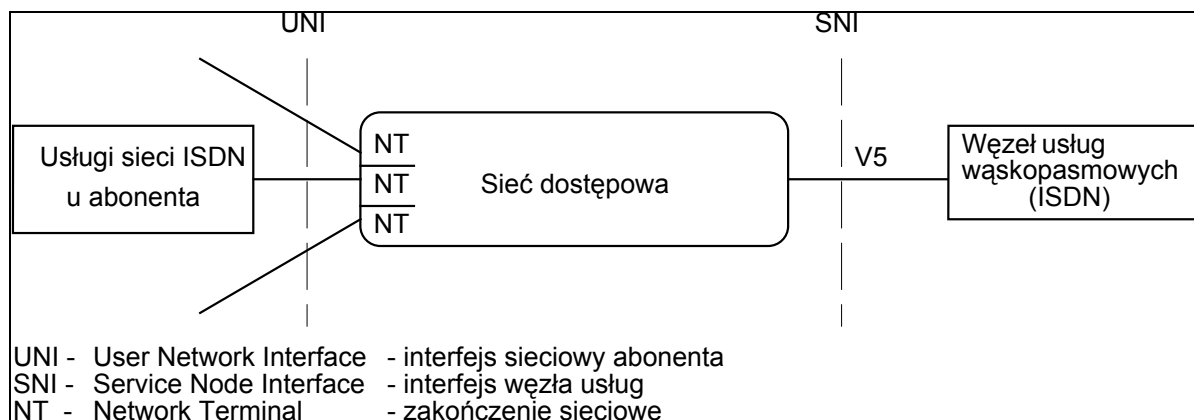 UNI SNI
Usługi sieci ISDN
u abonenta
NT
NT
NT
Sieć dostępowa
V5
Węzeł usług
wąskopasmowych
(ISDN)
UNI - User Network Interface - interfejs sieciowy abonenta
SNI - Service Node Interface - interfejs węzła usług
NT - Network Terminal - zakończenie sieciowe